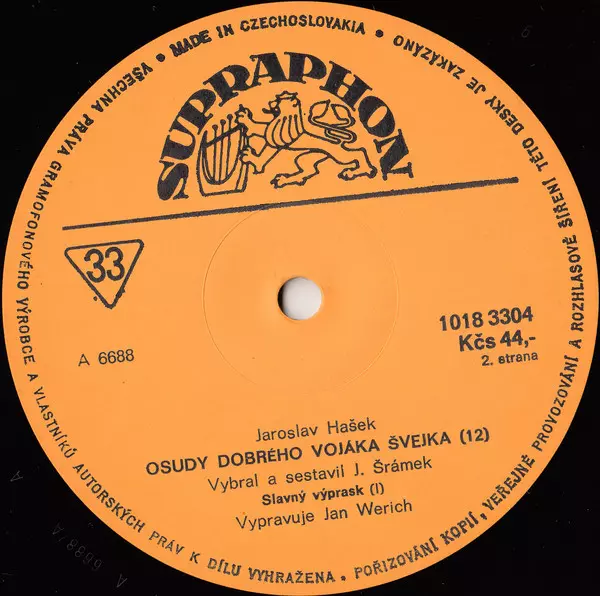 SUPRAPHON
33
A 6688
1018 3304
Kčs 44,-
2. strana
Jaroslav Hašek
OSUDY DOBRÉHO VOJÁKA ŠVEJKA (12)
Vybral a sestavil J. Šrámek
Slavný výprask (I)
Vypravuje Jan Werich
VŠECHNA PRÁVA GRAMOFONOVÉHO VÝROBCE A VLASTNÍKŮ AUTORSKÝCH PRÁV K DÍLU VYHRAŽENA • POŘIZOVÁNÍ KOPIÍ, VEŘEJNÉ PROVOZOVÁNÍ A ROZHLASOVÉ ŠÍŘENÍ TÉTO DESKY JE ZAKÁZÁNO • MADE IN CZECHOSLOVAKIA •
A 6688/A